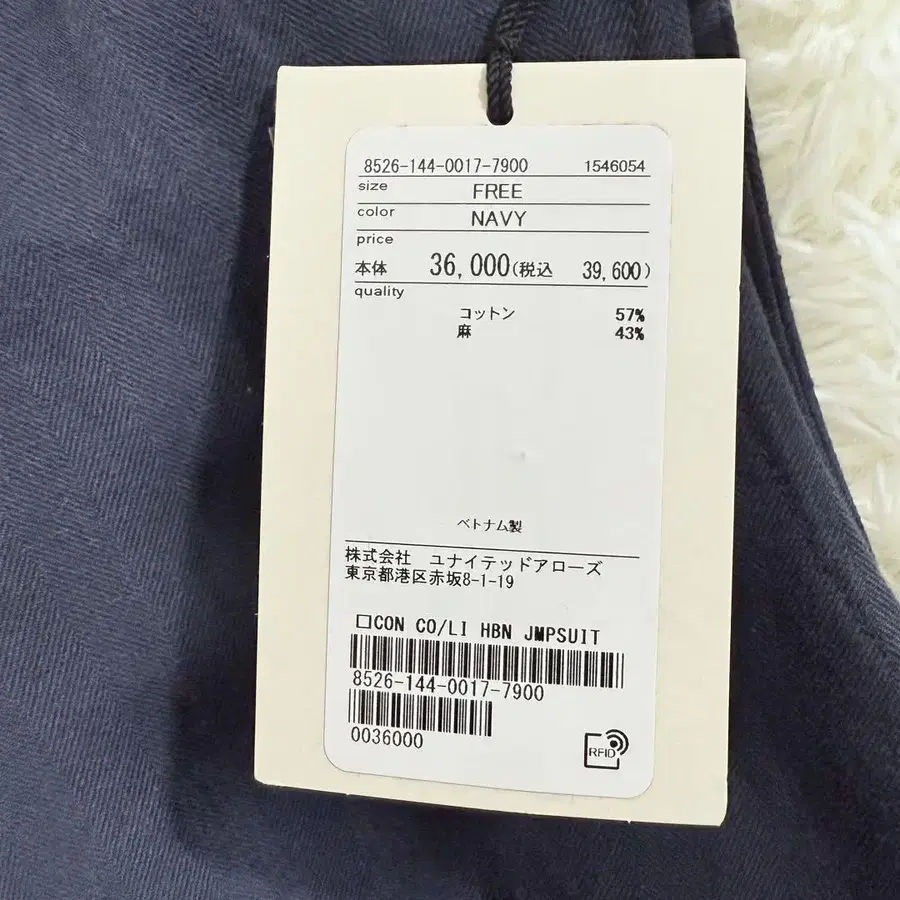 8526-144-0017-7900 1546054
size FREE
color NAVY
price
本体 36,000(税込 39,600)
quality
コットン 57%
麻 43%
ベトナム製
株式会社 ユナイテッドアローズ
東京都港区赤坂8-1-19
□CON CO/LI HBN JMPSUIT
8526-144-0017-7900
0036000
RFID